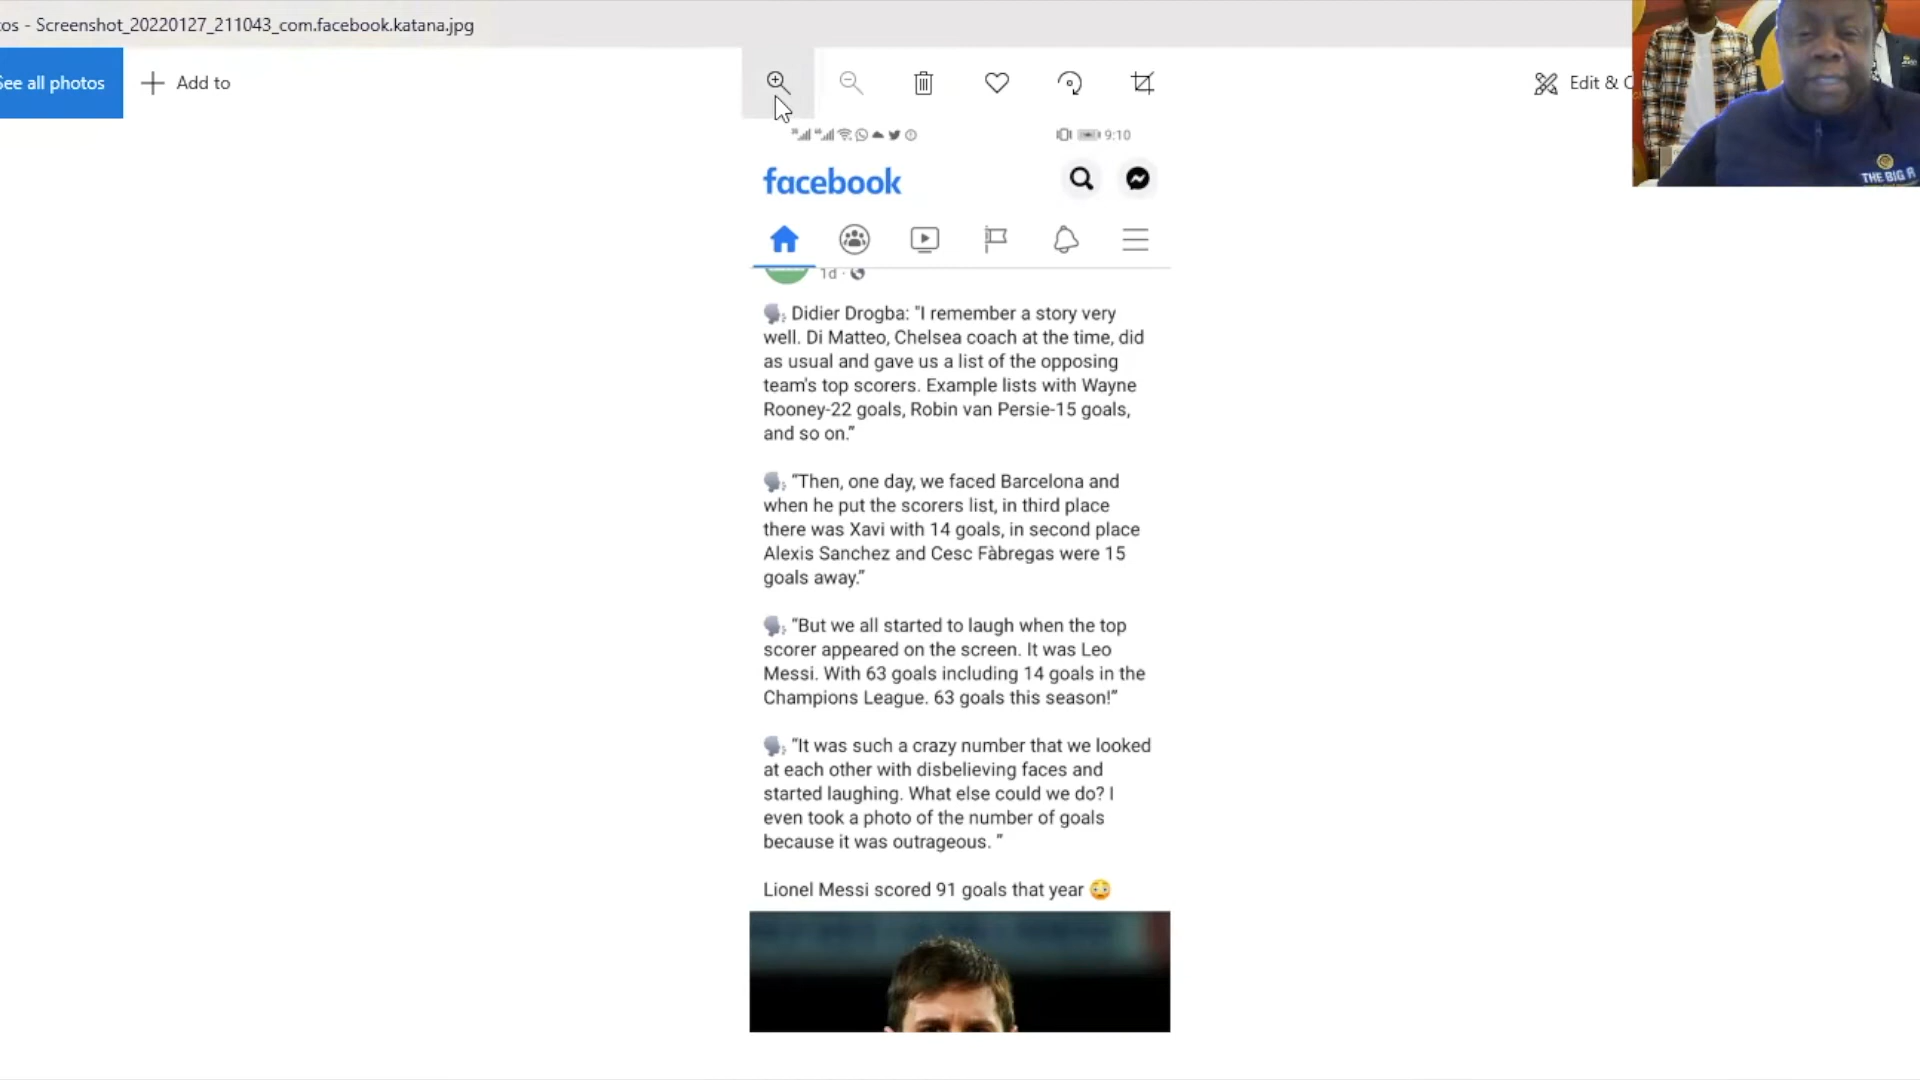 os - Screenshot_20220127_211043_com.facebook.katana.jpg
See all photos
Add to
Edit & C
9:10
facebook
THE BIG
1d ·
Didier Drogba: "I remember a story very
well. Di Matteo, Chelsea coach at the time, did
as usual and gave us a list of the opposing
team's top scorers. Example lists with Wayne
Rooney-22 goals, Robin van Persie-15 goals,
and so on.”
“Then, one day, we faced Barcelona and
when he put the scorers list, in third place
there was Xavi with 14 goals, in second place
Alexis Sanchez and Cesc Fàbregas were 15
goals away.”
“But we all started to laugh when the top
scorer appeared on the screen. It was Leo
Messi. With 63 goals including 14 goals in the
Champions League. 63 goals this season!”
“It was such a crazy number that we looked
at each other with disbelieving faces and
started laughing. What else could we do? I
even took a photo of the number of goals
because it was outrageous. ”
Lionel Messi scored 91 goals that year 😳